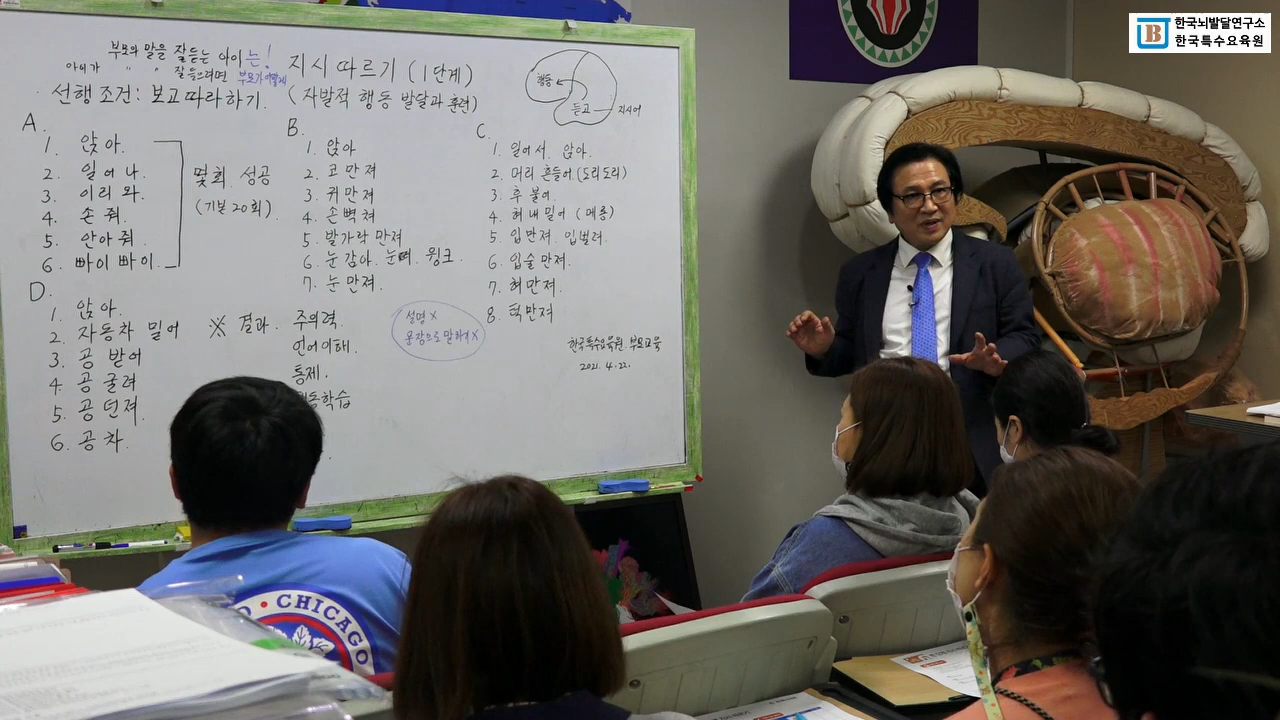 한국뇌발달연구소
한국특수요육원
B
부모의 말을 잘듣는 아이는!
아이가 " " 잘들으려면 부모가 어떻게
지시따르기 (1단계)
선행 조건: 보고따라하기. (자발적 행동 발달과 훈련)
행동
듣고
지시어
A.
1. 앉아.
2. 일어나.
3. 이리와.
4. 손 줘.
5. 안아줘.
6. 빠이빠이.
몇회 성공
(기본 20회)
B.
1. 앉아
2. 코만져
3. 귀만져
4. 손벽쳐
5. 발가락 만져
6. 눈감아. 눈떠. 윙크.
7. 눈만져.
C.
1. 일어서. 앉아.
2. 머리 흔들어 (도리도리)
3. 후 불어.
4. 혀 내밀어 (메롱)
5. 입만져. 입벌려.
6. 입술만져.
7. 혀만져.
8. 턱만져
D.
1. 앉아.
2. 자동차 밀어
3. 공 받어
4. 공 굴려
5. 공 던져.
6. 공 차.
※ 결과. 주의력.
언어이해.
통제.
동학습
성명 x
문장으로 말하기 x
한국특수요육원 부모교육
2021. 4. 22.
CHICAGO